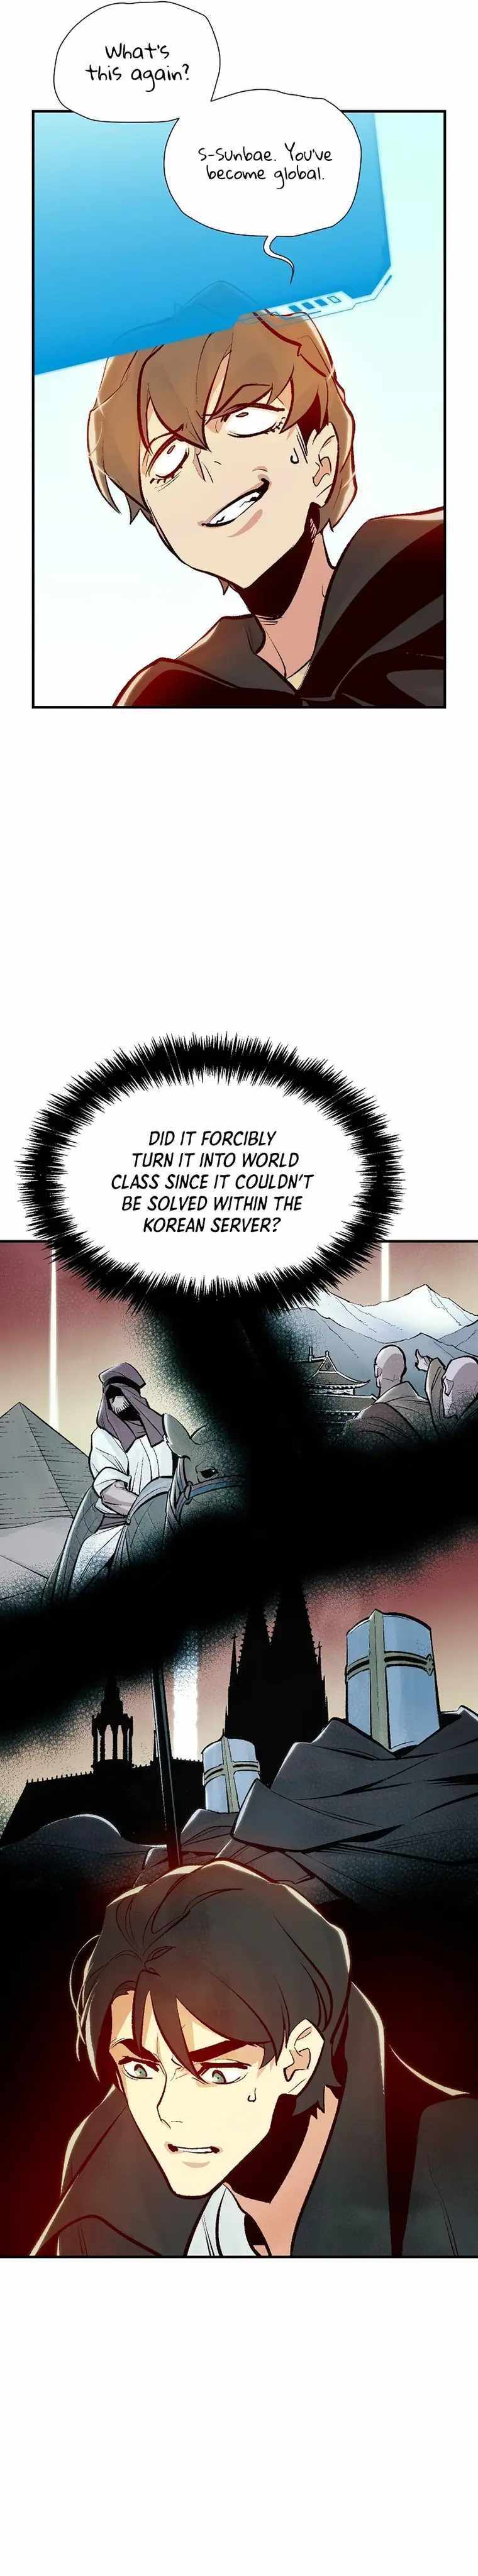 What's
this again?
S-Sunbae. You've
become global.
DID IT FORCIBLY
TURN IT INTO WORLD
CLASS SINCE IT COULDN'T
BE SOLVED WITHIN THE
KOREAN SERVER?